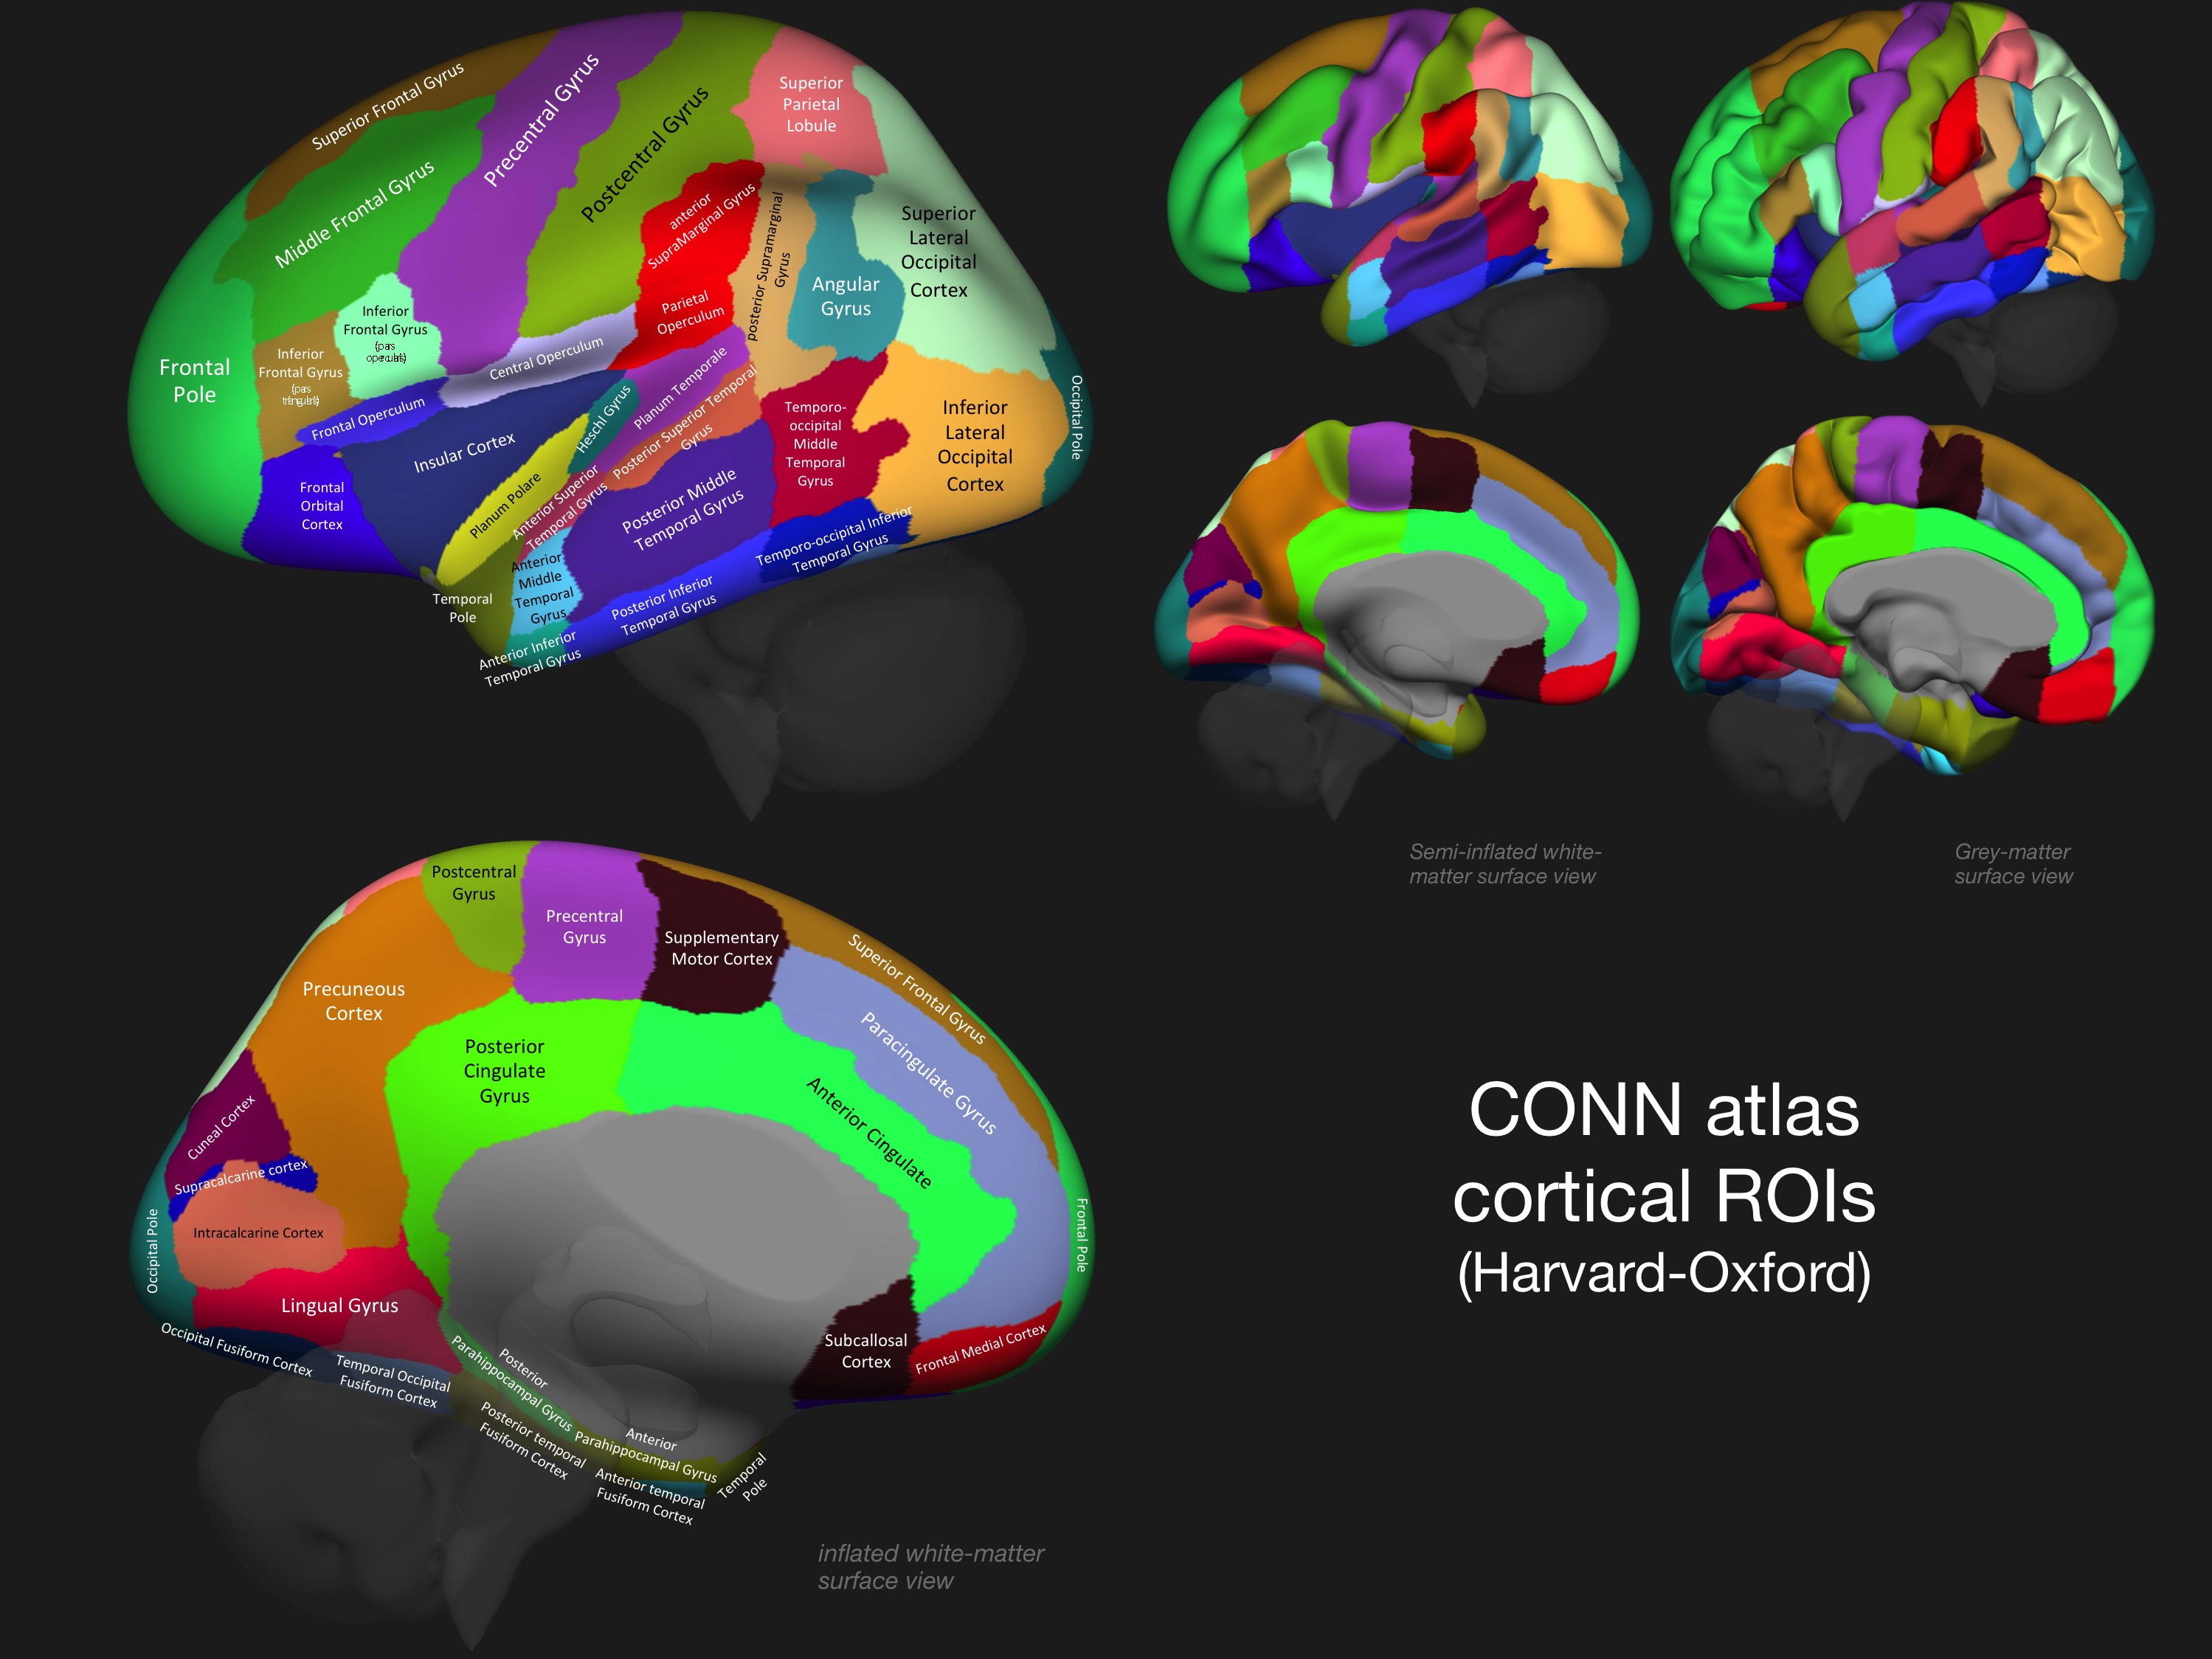 Superior Frontal Gyrus
Middle Frontal Gyrus
Precentral Gyrus
Postcentral Gyrus
Superior
Parietal
Lobule
anterior
SupraMarginal Gyrus
Parietal
Operculum
posterior Supramarginal
Gyrus
Angular
Gyrus
Superior
Lateral
Occipital
Cortex
Inferior
Frontal Gyrus
(pars
opercularis)
Inferior
Frontal Gyrus
(pars
triangularis)
Frontal
Pole
Central Operculum
Frontal Operculum
Insular Cortex
Heschl Gyrus
Planum Temporale
Posterior Superior Temporal
Gyrus
Planum Polare
Anterior Superior
Temporal Gyrus
Frontal
Orbital
Cortex
Temporo-
occipital
Middle
Temporal
Gyrus
Inferior
Lateral
Occipital
Cortex
Occipital Pole
Posterior Middle
Temporal Gyrus
Temporo-occipital Inferior
Temporal Gyrus
Anterior
Middle
Temporal
Gyrus
Posterior Inferior
Temporal Gyrus
Temporal
Pole
Anterior Inferior
Temporal Gyrus
Semi-inflated white-
matter surface view
Grey-matter
surface view
Postcentral
Gyrus
Precentral
Gyrus
Supplementary
Motor Cortex
Superior Frontal Gyrus
Precuneous
Cortex
Posterior
Cingulate
Gyrus
Paracingulate Gyrus
Anterior Cingulate
Cuneal Cortex
Supracalcarine cortex
Intracalcarine Cortex
Occipital Pole
Frontal Pole
Lingual Gyrus
Occipital Fusiform Cortex
Temporal Occipital
Fusiform Cortex
Posterior
Parahippocampal Gyrus
Subcallosal
Cortex
Frontal Medial Cortex
Posterior temporal
Fusiform Cortex
Anterior
Parahippocampal Gyrus
Anterior temporal
Fusiform Cortex
Temporal
Pole
inflated white-matter
surface view
CONN atlas
cortical ROIs
(Harvard-Oxford)